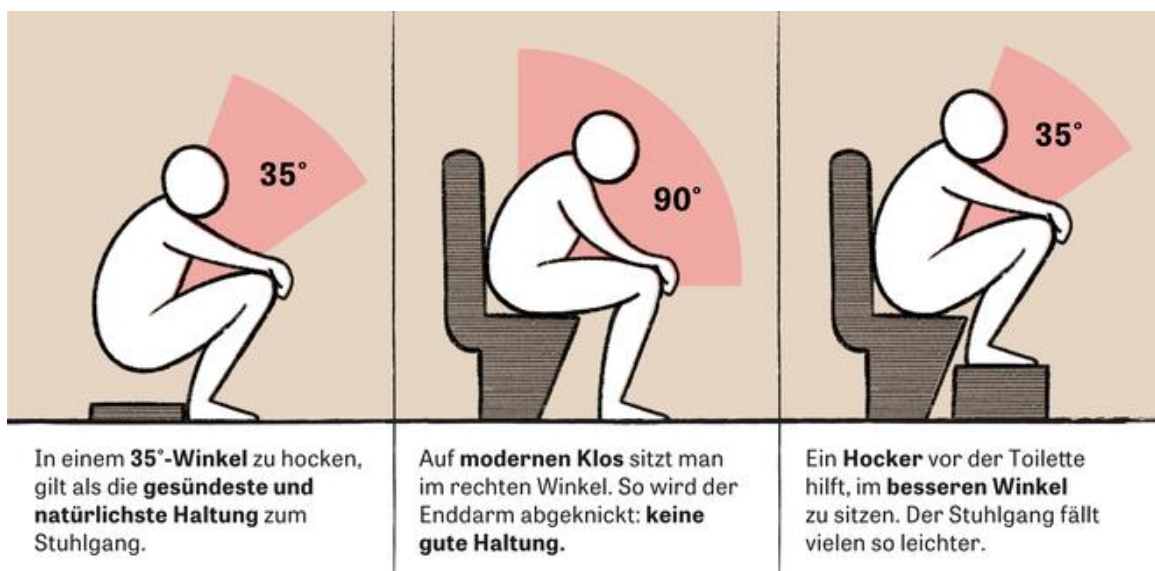 35°
90°
35°
In einem 35°-Winkel zu hocken,
gilt als die gesündeste und
natürlichste Haltung zum
Stuhlgang.
Auf modernen Klos sitzt man
im rechten Winkel. So wird der
Enddarm abgeknickt: keine
gute Haltung.
Ein Hocker vor der Toilette
hilft, im besseren Winkel
zu sitzen. Der Stuhlgang fällt
vielen so leichter.